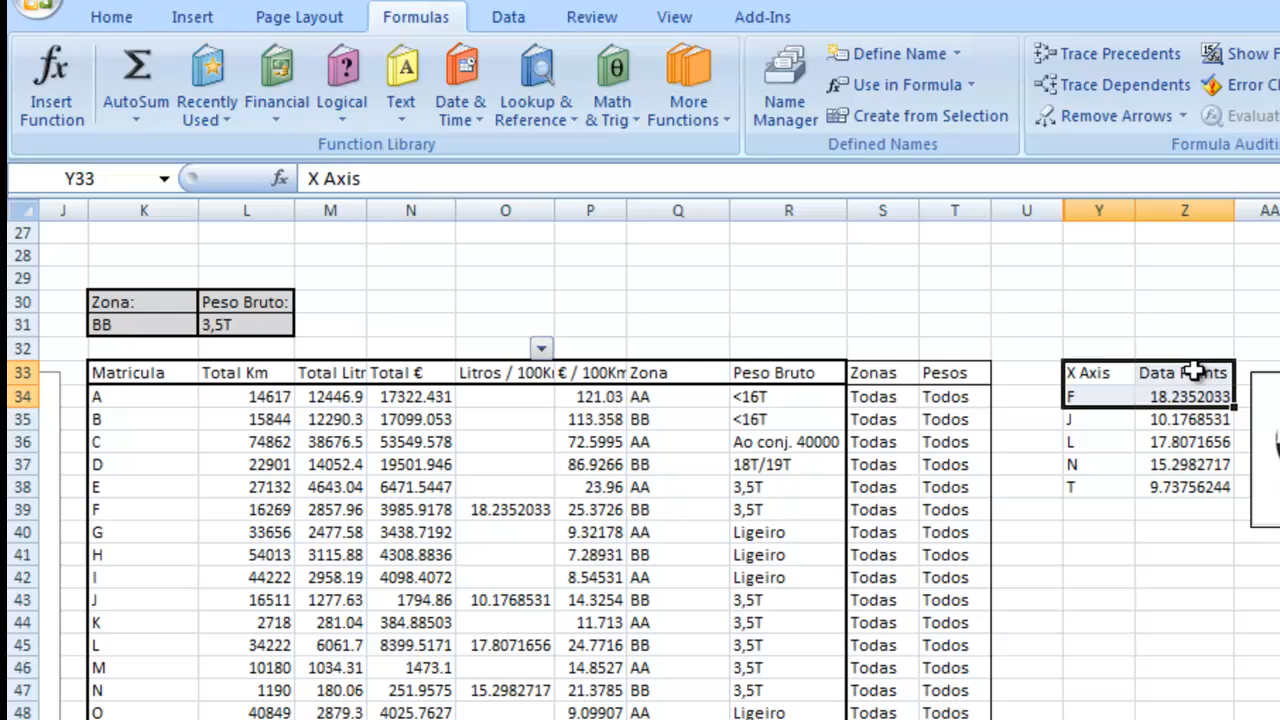 Home Insert Page Layout Formulas Data Review View Add-Ins
fx Σ ? A θ Define Name Trace Precedents Show
Insert AutoSum Recently Financial Logical Text Date & Lookup & Math More Name Use in Formula Trace Dependents Error
Function Used Time Reference & Trig Functions Manager Create from Selection Remove Arrows
Function Library Defined Names Formula
Y33 fx X Axis
J K L M N O P Q R S T U Y Z AA
27
28
29
30 Zona: Peso Bruto:
31 BB 3,5T
32
33 Matricula Total Km Total Total € Litros / € / Zona Peso Bruto Zonas Pesos X Axis Data
34 A 14617 12446.9 17322.431 121.03 AA <16T Todas Todos F 18.2352033
35 B 15844 12290.3 17099.053 113.358 BB <16T Todas Todos J 10.1768531
36 C 74862 38676.5 53549.578 72.5995 AA Ao conj. 40000 Todas Todos L 17.8071656
37 D 22901 14052.4 19501.946 86.9266 BB 18T/19T Todas Todos N 15.2982717
38 E 27132 4643.04 6471.5447 23.96 AA 3,5T Todas Todos T 9.73756244
39 F 16269 2857.96 3985.9178 18.2352033 25.3726 BB 3,5T Todas Todos
40 G 33656 2477.58 3438.7192 9.32178 AA Ligeiro Todas Todos
41 H 54013 3115.88 4308.8836 7.28931 BB Ligeiro Todas Todos
42 I 44222 2958.19 4098.4072 8.54531 AA Ligeiro Todas Todos
43 J 16511 1277.63 1794.86 10.1768531 14.3254 BB 3,5T Todas Todos
44 K 2718 281.04 384.88503 11.713 AA 3,5T Todas Todos
45 L 34222 6061.7 8399.5171 17.8071656 24.7716 BB 3,5T Todas Todos
46 M 10180 1034.31 1473.1 14.8527 AA 3,5T Todas Todos
47 N 1190 180.06 251.9575 15.2982717 21.3785 BB 3,5T Todas Todos
48 O 40849 2879.3 4025.7627 9.09907 AA Ligeiro Todas Todos